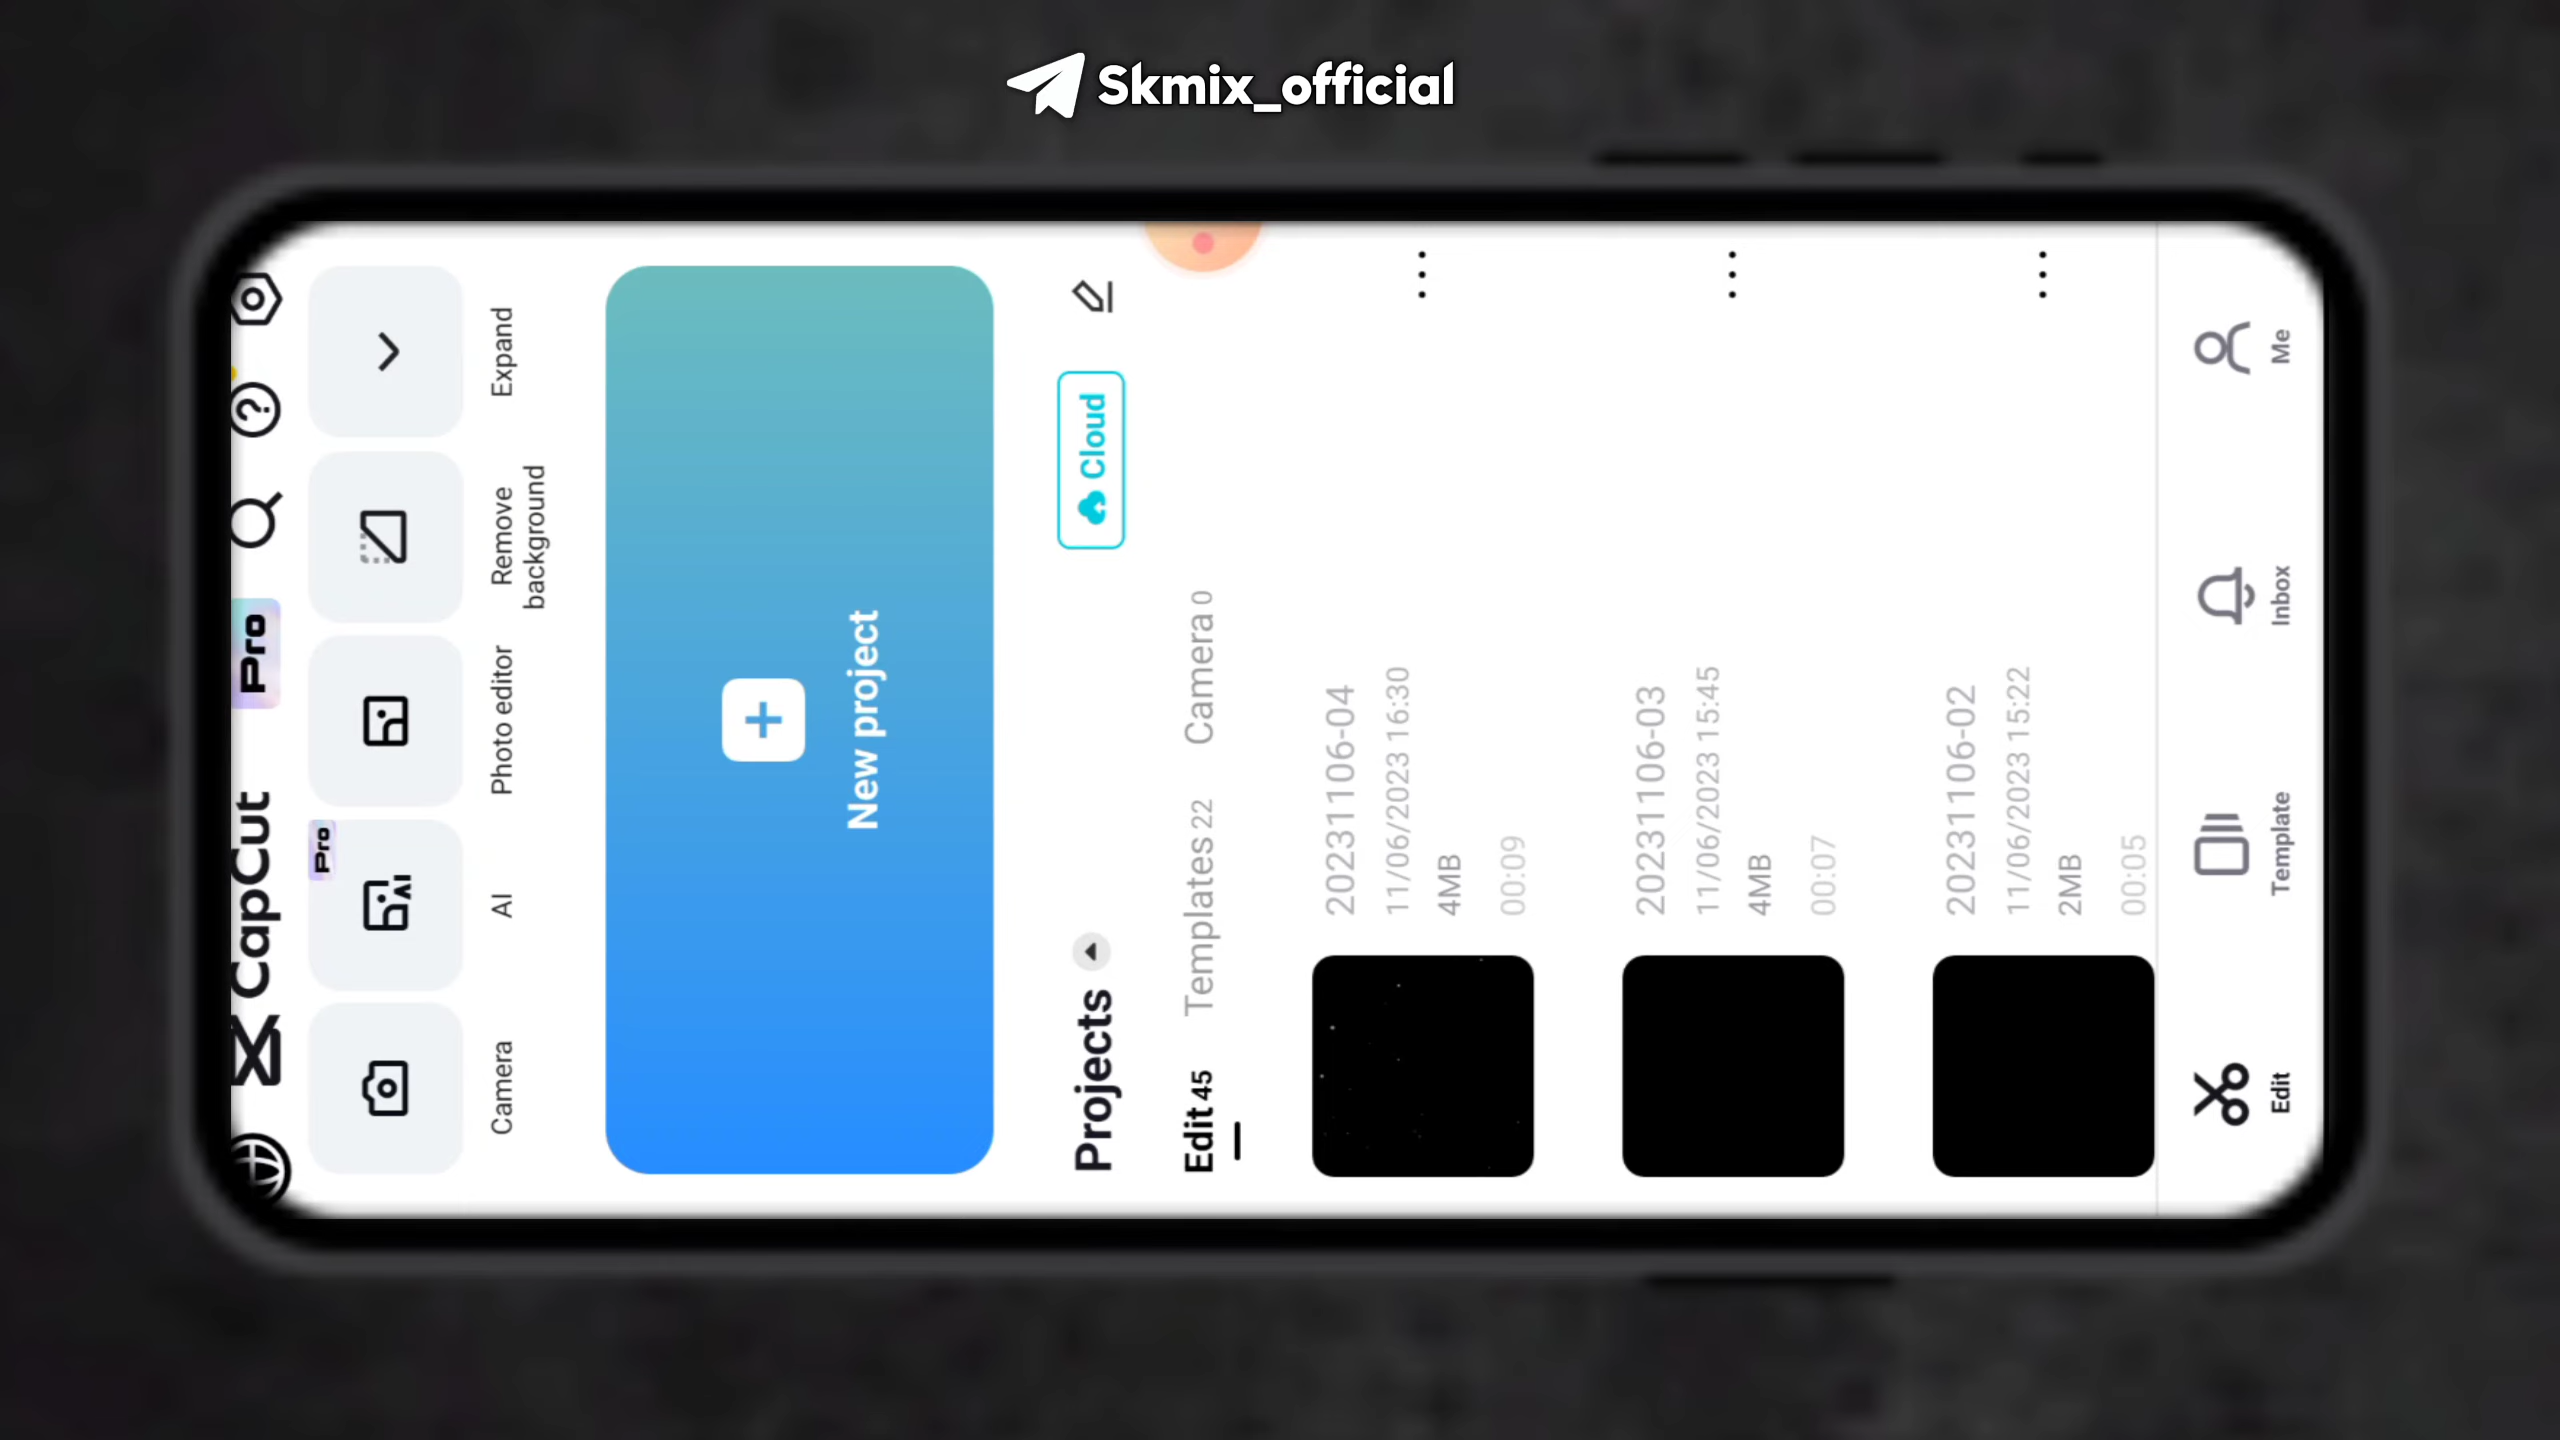 Skmix_official
CapCut
Pro
Camera
Pro
AI
Photo editor
Remove
background
Expand
New project
Projects
Cloud
Edit 45
Templates 22
Camera 0
20231106-04
11/06/2023 16:30
4MB
00:09
20231106-03
11/06/2023 15:45
4MB
00:07
20231106-02
11/06/2023 15:22
2MB
00:05
Edit
Template
Inbox
Me